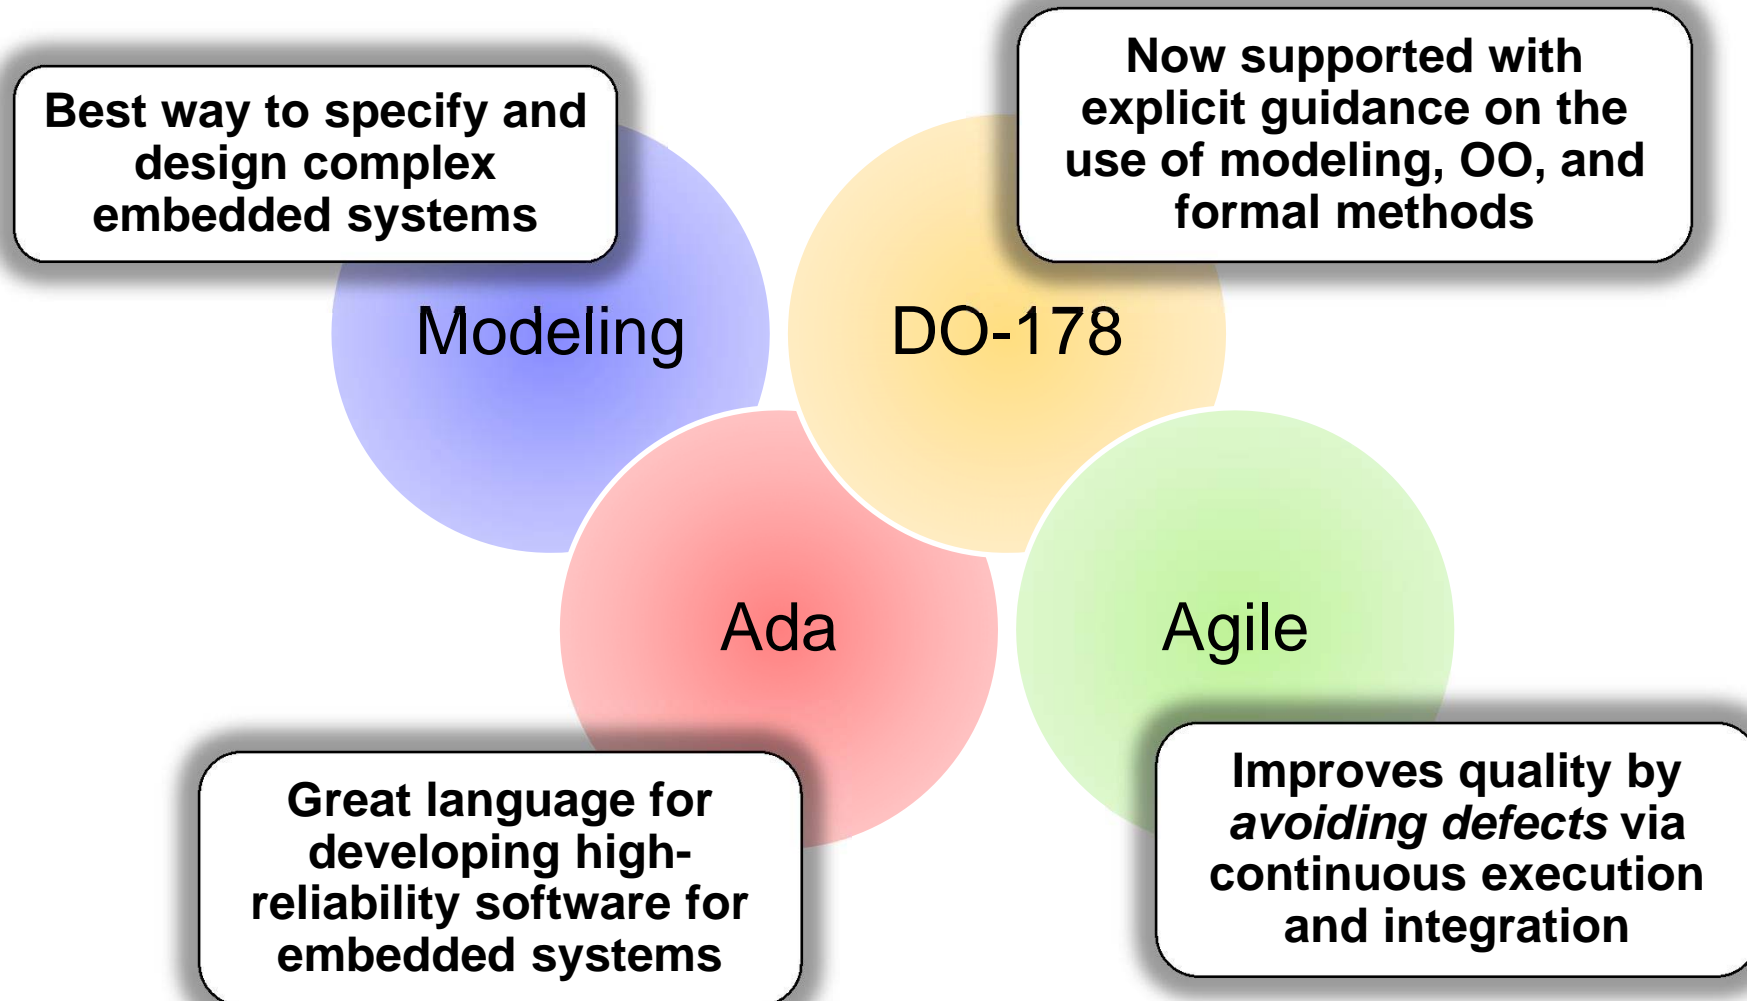 Best way to specify and
design complex
embedded systems
Now supported with
explicit guidance on the
use of modeling, OO, and
formal methods
Modeling
DO-178
Ada
Agile
Great language for
developing high-
reliability software for
embedded systems
Improves quality by
avoiding defects via
continuous execution
and integration